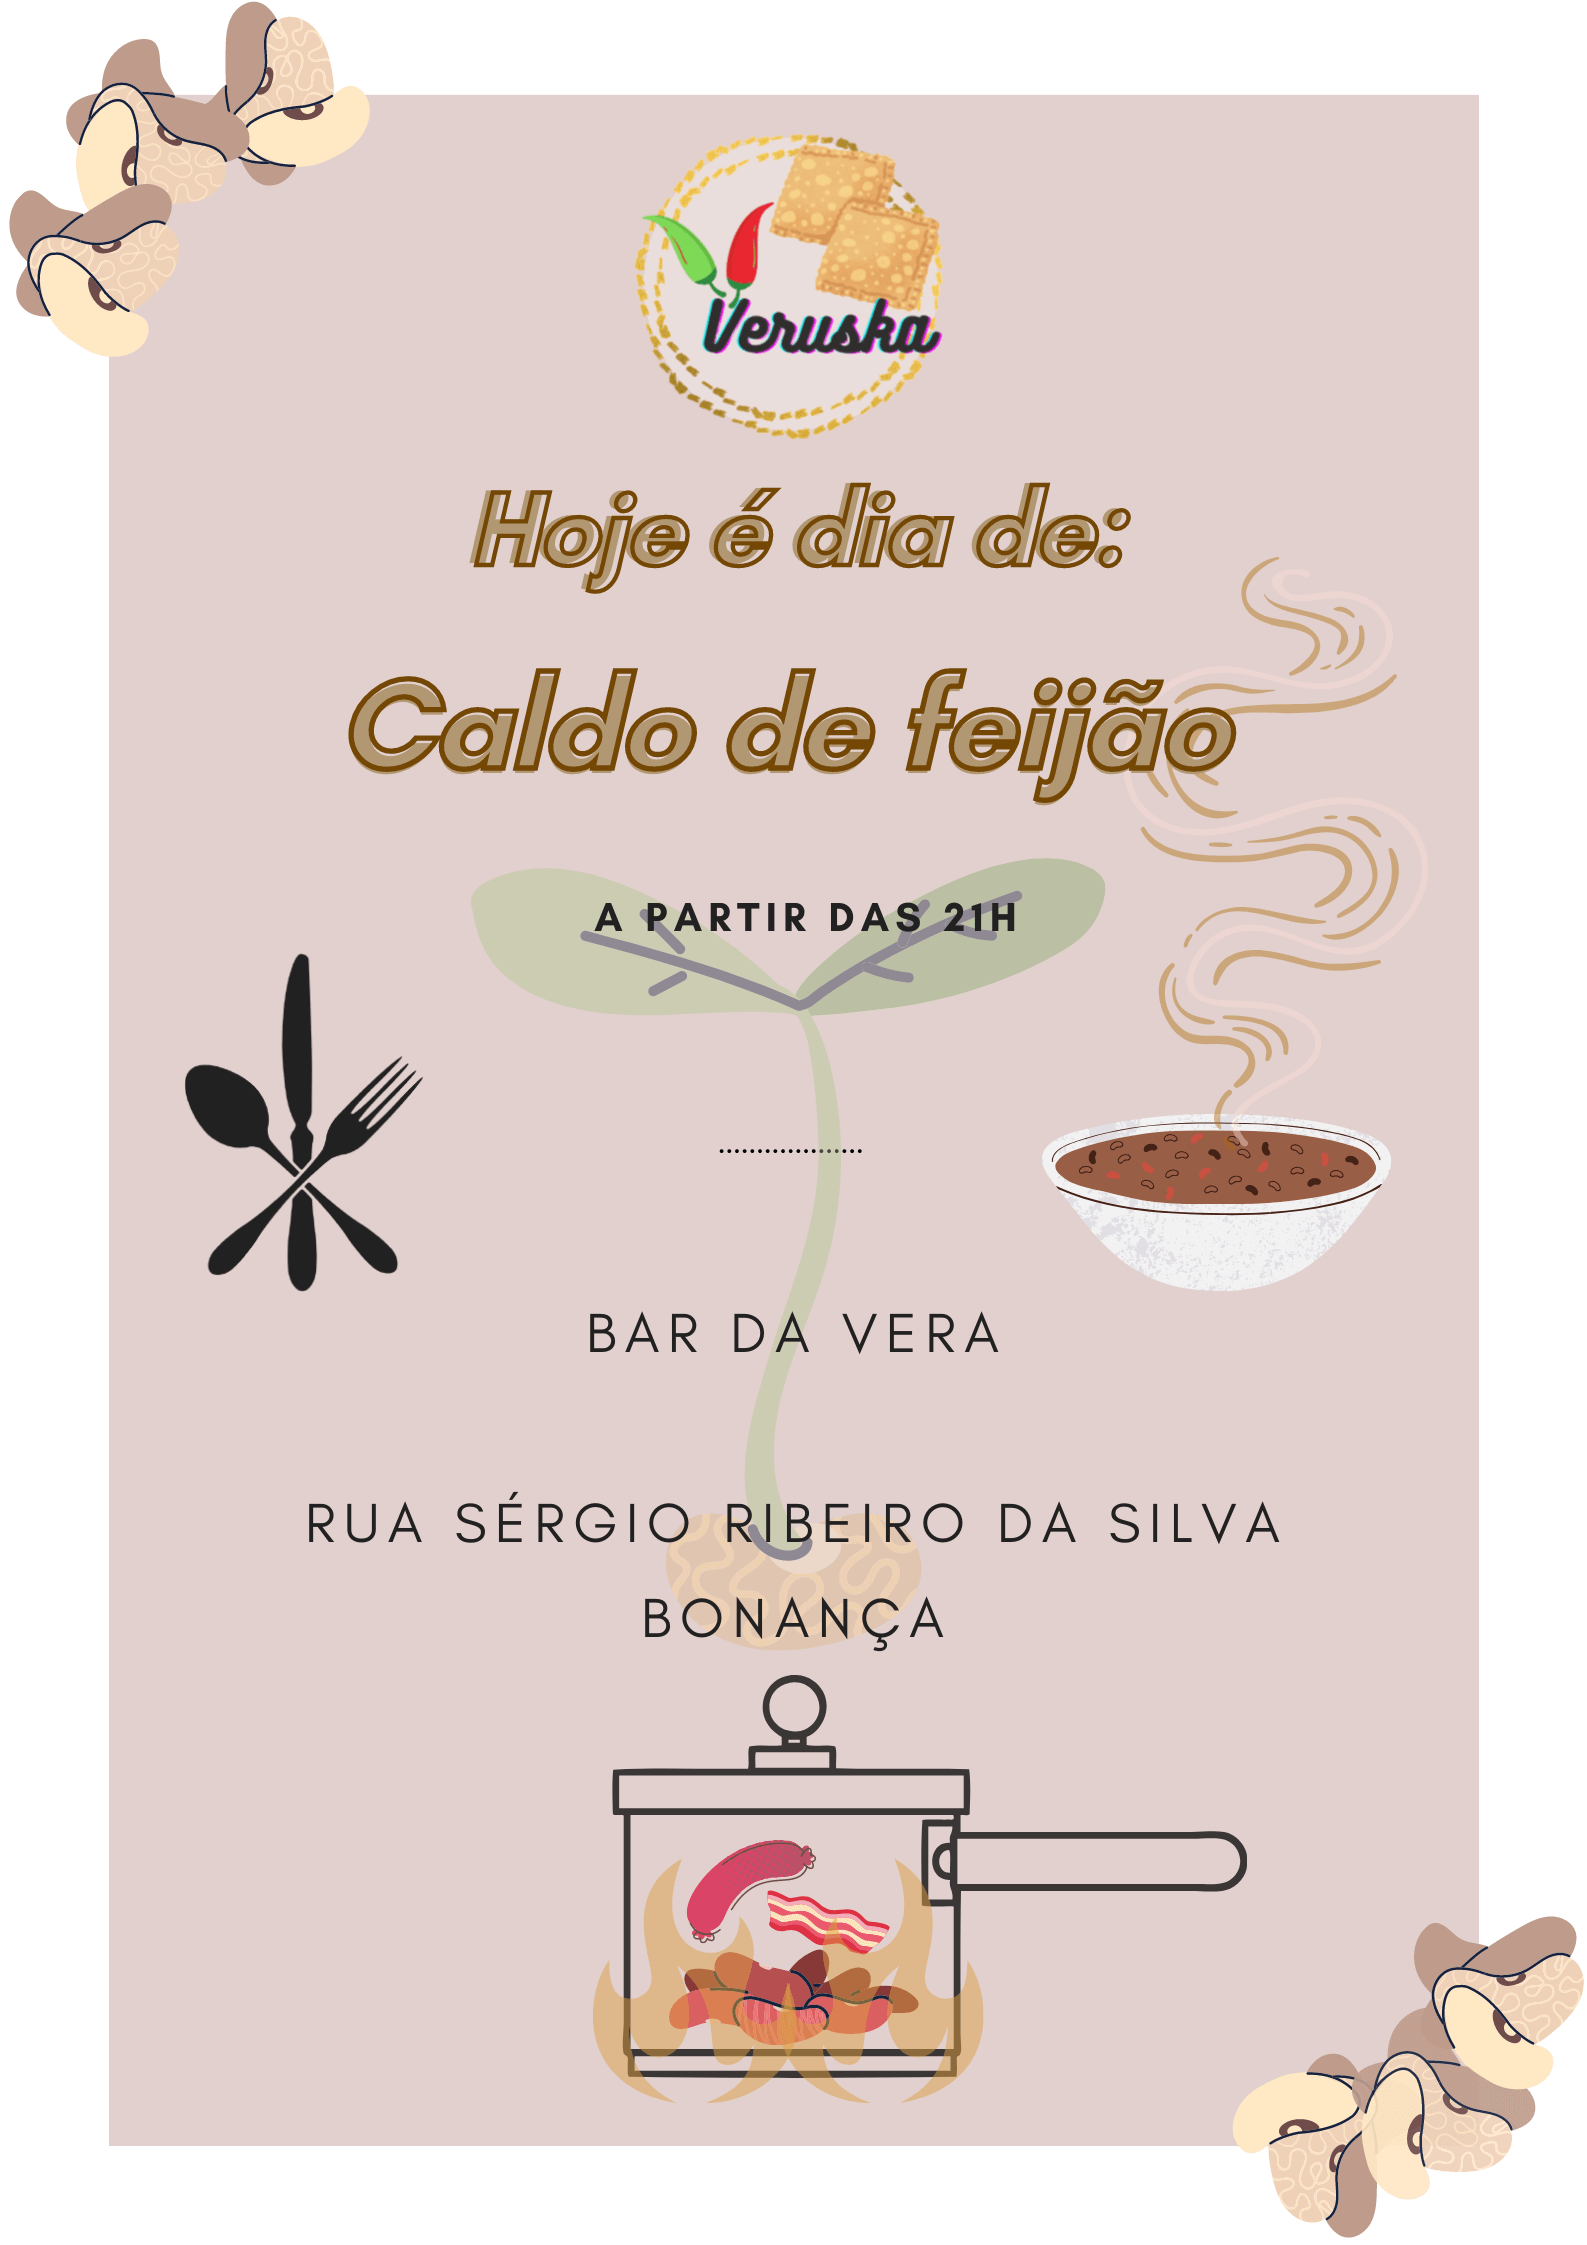 Veruska
Hoje é dia de:
Caldo de feijão
A PARTIR DAS 21H
BAR DA VERA
RUA SÉRGIO RIBEIRO DA SILVA
BONANÇA